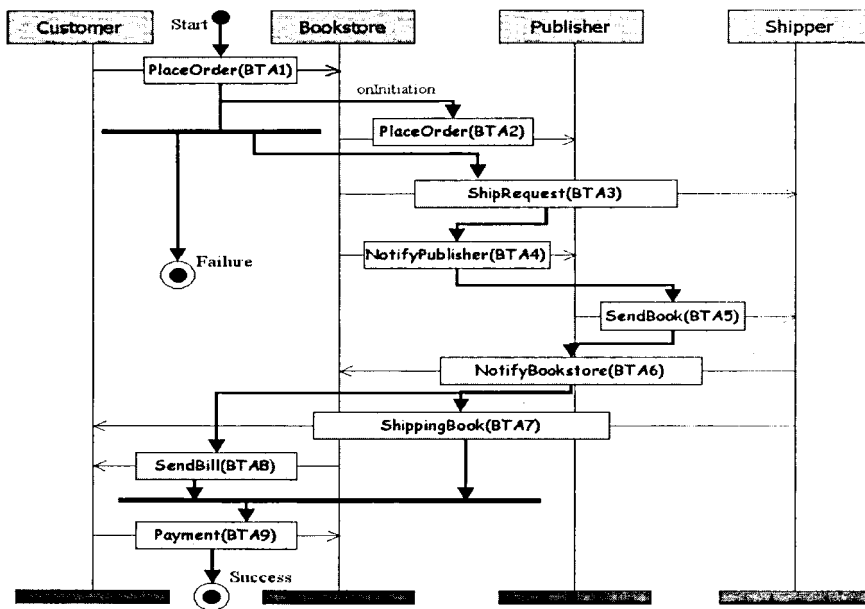 Customer
Start
Bookstore
Publisher
Shipper
PlaceOrder(BTA1)
onInitiation
PlaceOrder(BTA2)
ShipRequest(BTA3)
NotifyPublisher(BTA4)
Failure
SendBook(BTA5)
NotifyBookstore(BTA6)
ShippingBook(BTA7)
SendBill(BTA8)
Payment(BTA9)
Success